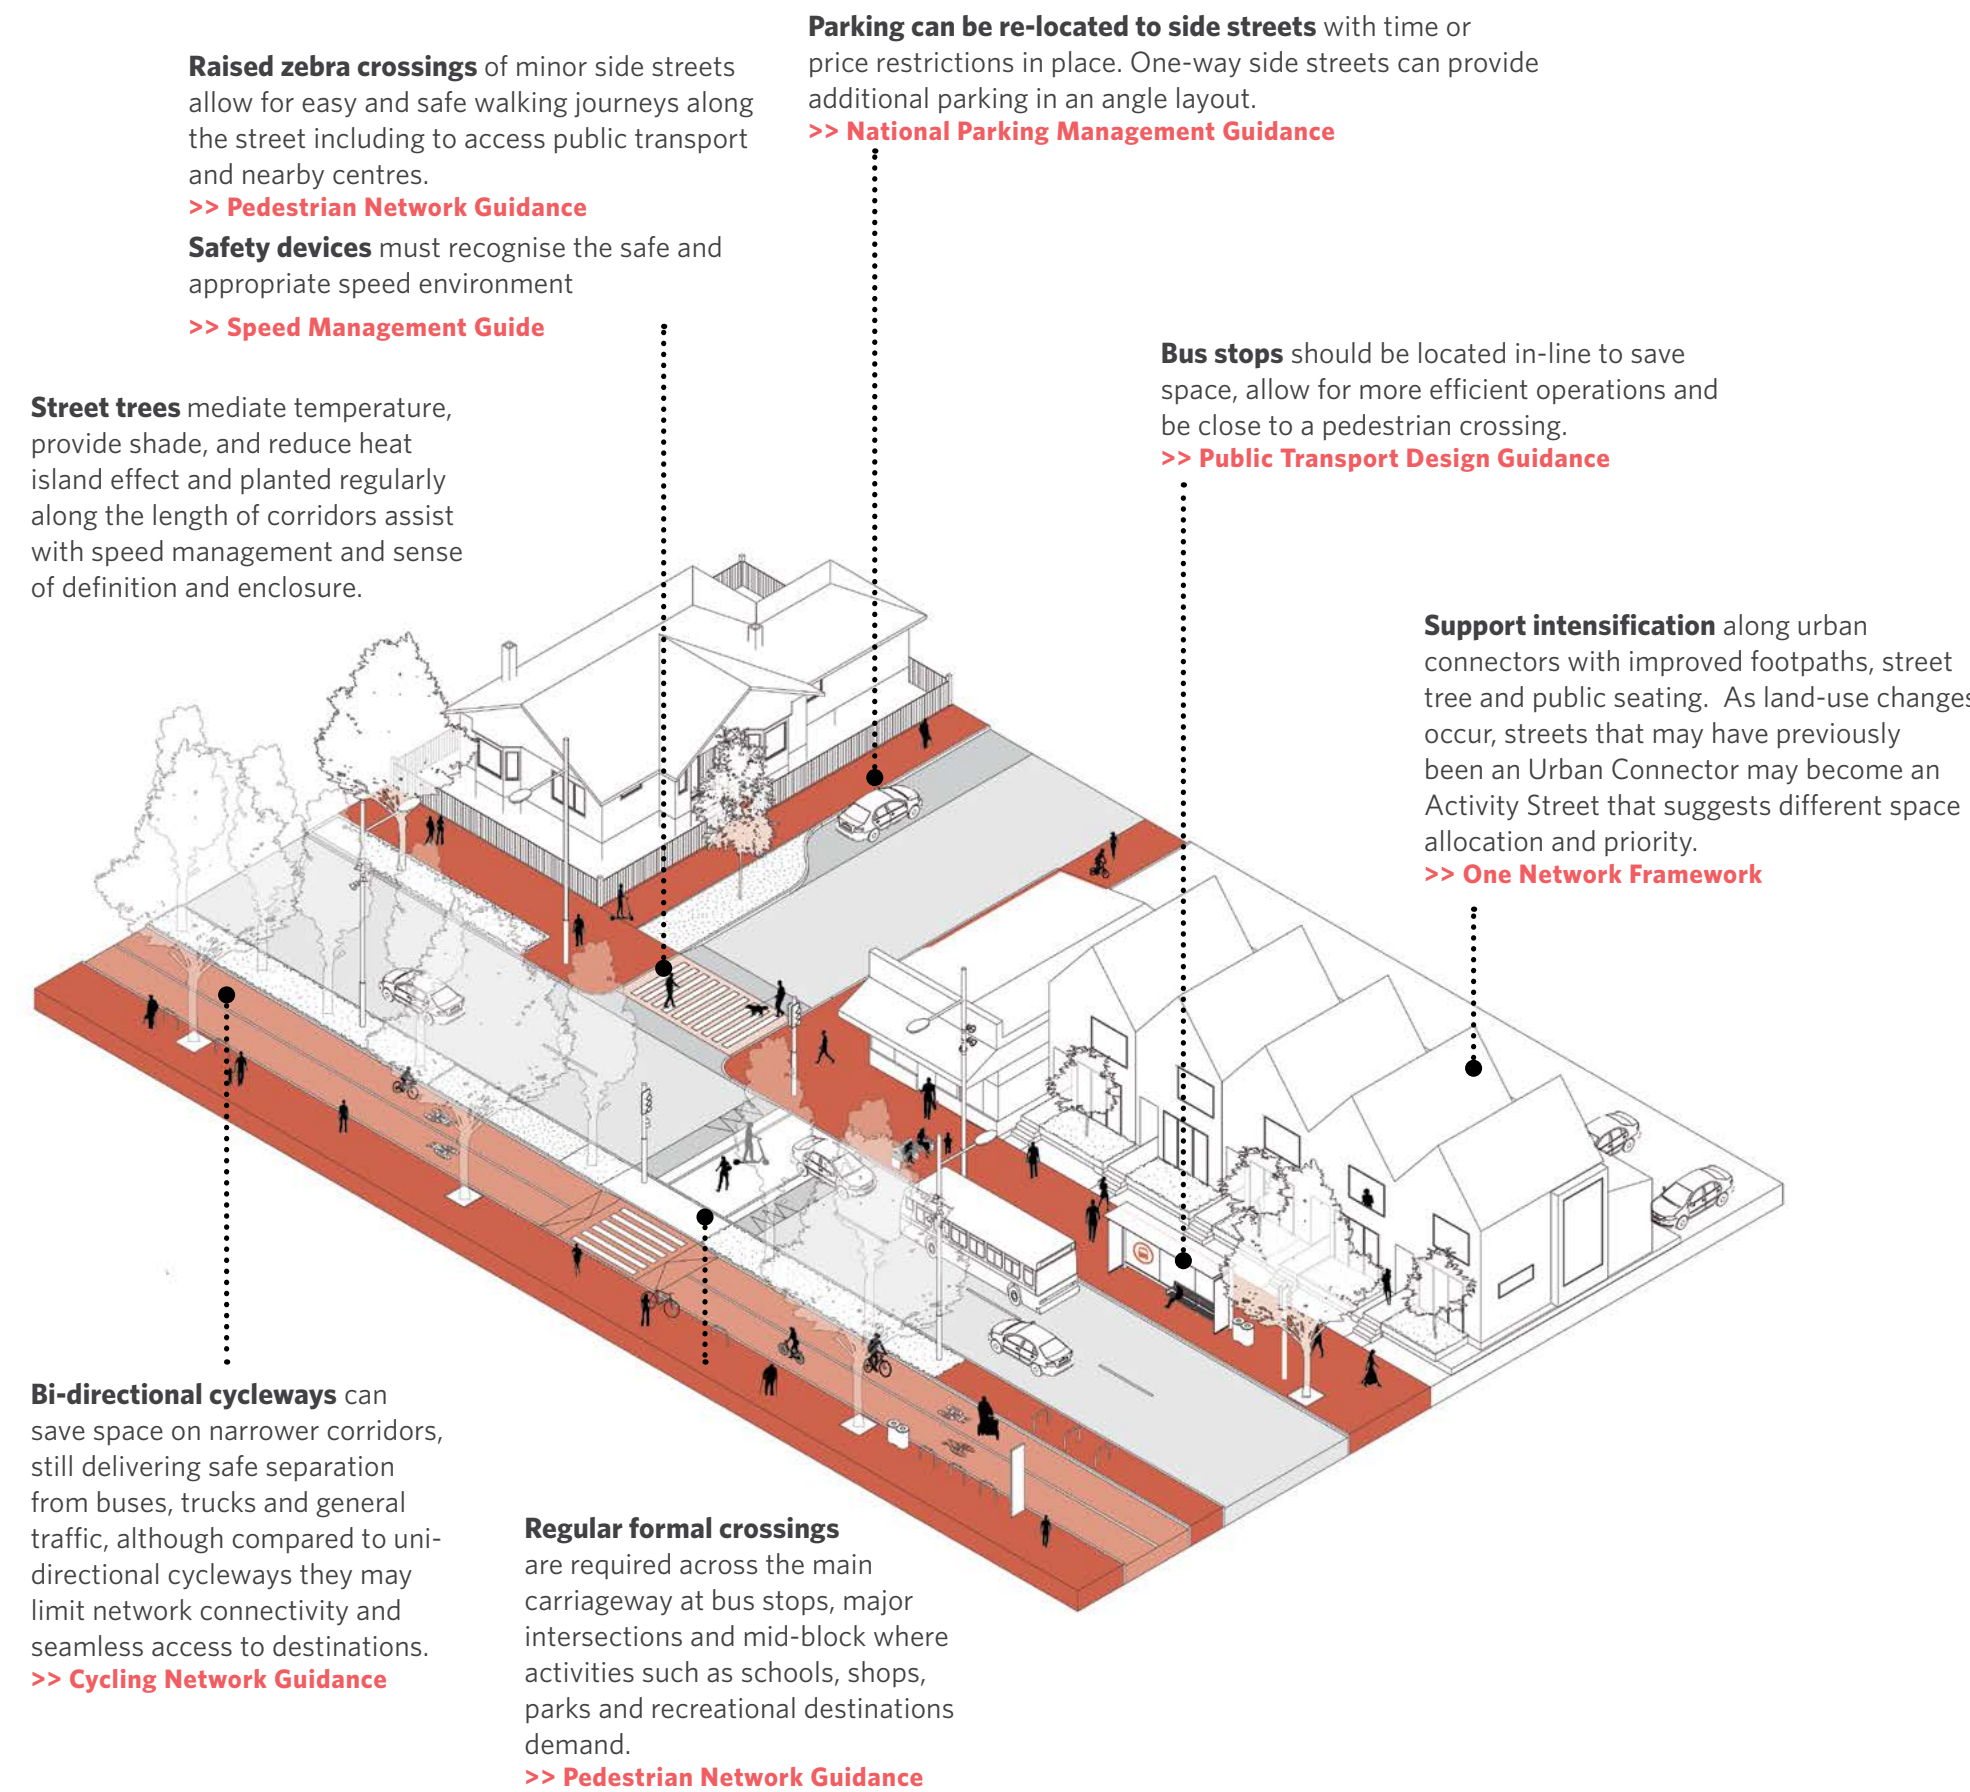 Parking can be re-located to side streets with time or
price restrictions in place. One-way side streets can provide
additional parking in an angle layout.
>> National Parking Management Guidance
Raised zebra crossings of minor side streets
allow for easy and safe walking journeys along
the street including to access public transport
and nearby centres.
>> Pedestrian Network Guidance
Safety devices must recognise the safe and
appropriate speed environment
>> Speed Management Guide
Bus stops should be located in-line to save
space, allow for more efficient operations and
be close to a pedestrian crossing.
>> Public Transport Design Guidance
Street trees mediate temperature,
provide shade, and reduce heat
island effect and planted regularly
along the length of corridors assist
with speed management and sense
of definition and enclosure.
Support intensification along urban
connectors with improved footpaths, street
tree and public seating. As land-use changes
occur, streets that may have previously
been an Urban Connector may become an
Activity Street that suggests different space
allocation and priority.
>> One Network Framework
Bi-directional cycleways can
save space on narrower corridors,
still delivering safe separation
from buses, trucks and general
traffic, although compared to uni-
directional cycleways they may
limit network connectivity and
seamless access to destinations.
>> Cycling Network Guidance
Regular formal crossings
are required across the main
carriageway at bus stops, major
intersections and mid-block where
activities such as schools, shops,
parks and recreational destinations
demand.
>> Pedestrian Network Guidance